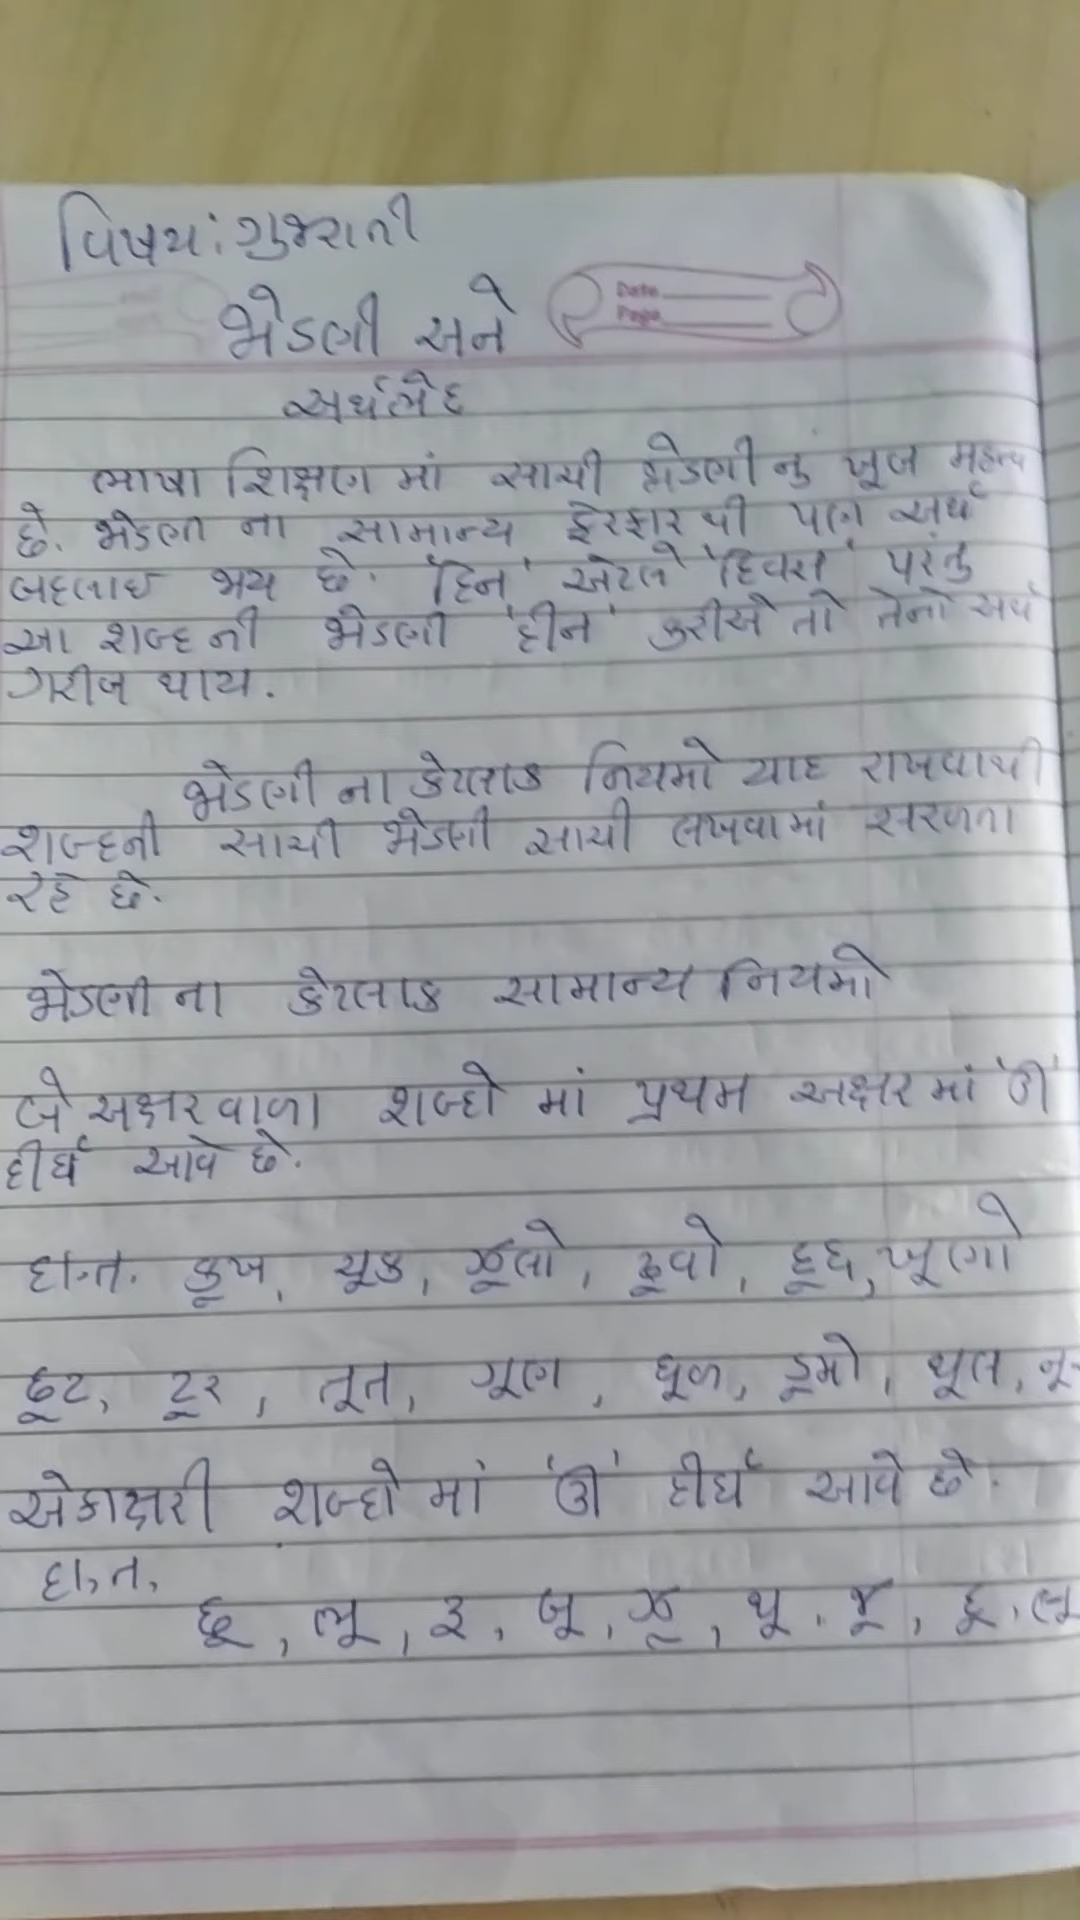 વિષય: ગુજરાતી
Date
Page
જોડણી અને
અર્થભેદ
ભાષા શિક્ષણ માં સાચી જોડણી નું ખૂબ મહત્વ
છે. જોડણી ના સામાન્ય ફેરફાર થી પણ અર્થ
બદલાઇ જાય છે. 'દિન' એટલે 'દિવસ' પરંતુ
આ શબ્દ ની જોડણી 'દીન' કરીએ તો તેનો અર્થ
ગરીબ થાય.
જોડણી ના કેટલાક નિયમો યાદ રાખવાથી
શબ્દની સાચી જોડણી સાચી લખવામાં સરળતા
રહે છે.
જોડણી ના કેટલાક સામાન્ય નિયમો
બે અક્ષરવાળા શબ્દો માં પ્રથમ અક્ષર માં 'ઊ'
દીર્ઘ આવે છે.
દા.ત. કૂખ, ચૂક, ઝૂલો, કૂવો, દૂધ, ખૂણો
છૂટ, ટૂર, તૂત, ગૂણ, ધૂળ, ડૂમો, થૂલ,
એકાક્ષરી શબ્દો માં 'ઊ' દીર્ઘ આવે છે.
દા,ત,
છૂ, ભૂ, રૂ, બૂ, ઝૂ, થૂ, જૂ, હૂ, લૂ